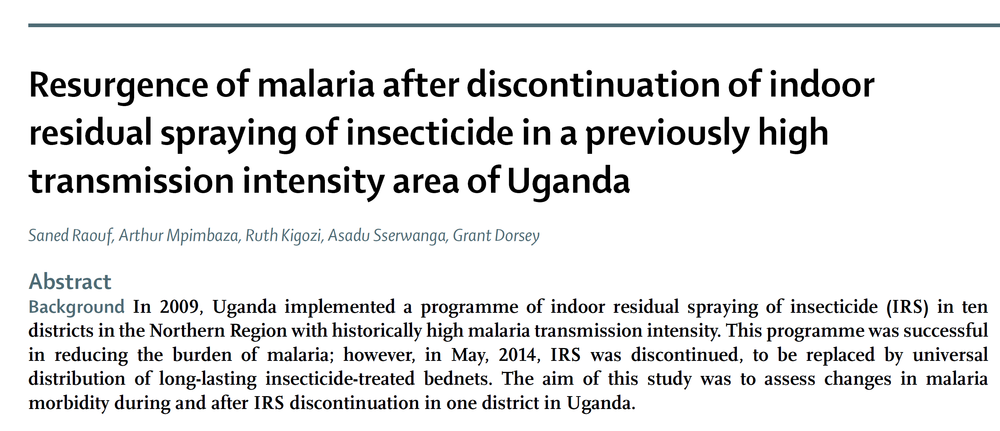 Resurgence of malaria after discontinuation of indoor
residual spraying of insecticide in a previously high
transmission intensity area of Uganda
Saned Raouf, Arthur Mpimbaza, Ruth Kigozi, Asadu Sserwanga, Grant Dorsey
Abstract
Background In 2009, Uganda implemented a programme of indoor residual spraying of insecticide (IRS) in ten
districts in the Northern Region with historically high malaria transmission intensity. This programme was successful
in reducing the burden of malaria; however, in May, 2014, IRS was discontinued, to be replaced by universal
distribution of long-lasting insecticide-treated bednets. The aim of this study was to assess changes in malaria
morbidity during and after IRS discontinuation in one district in Uganda.